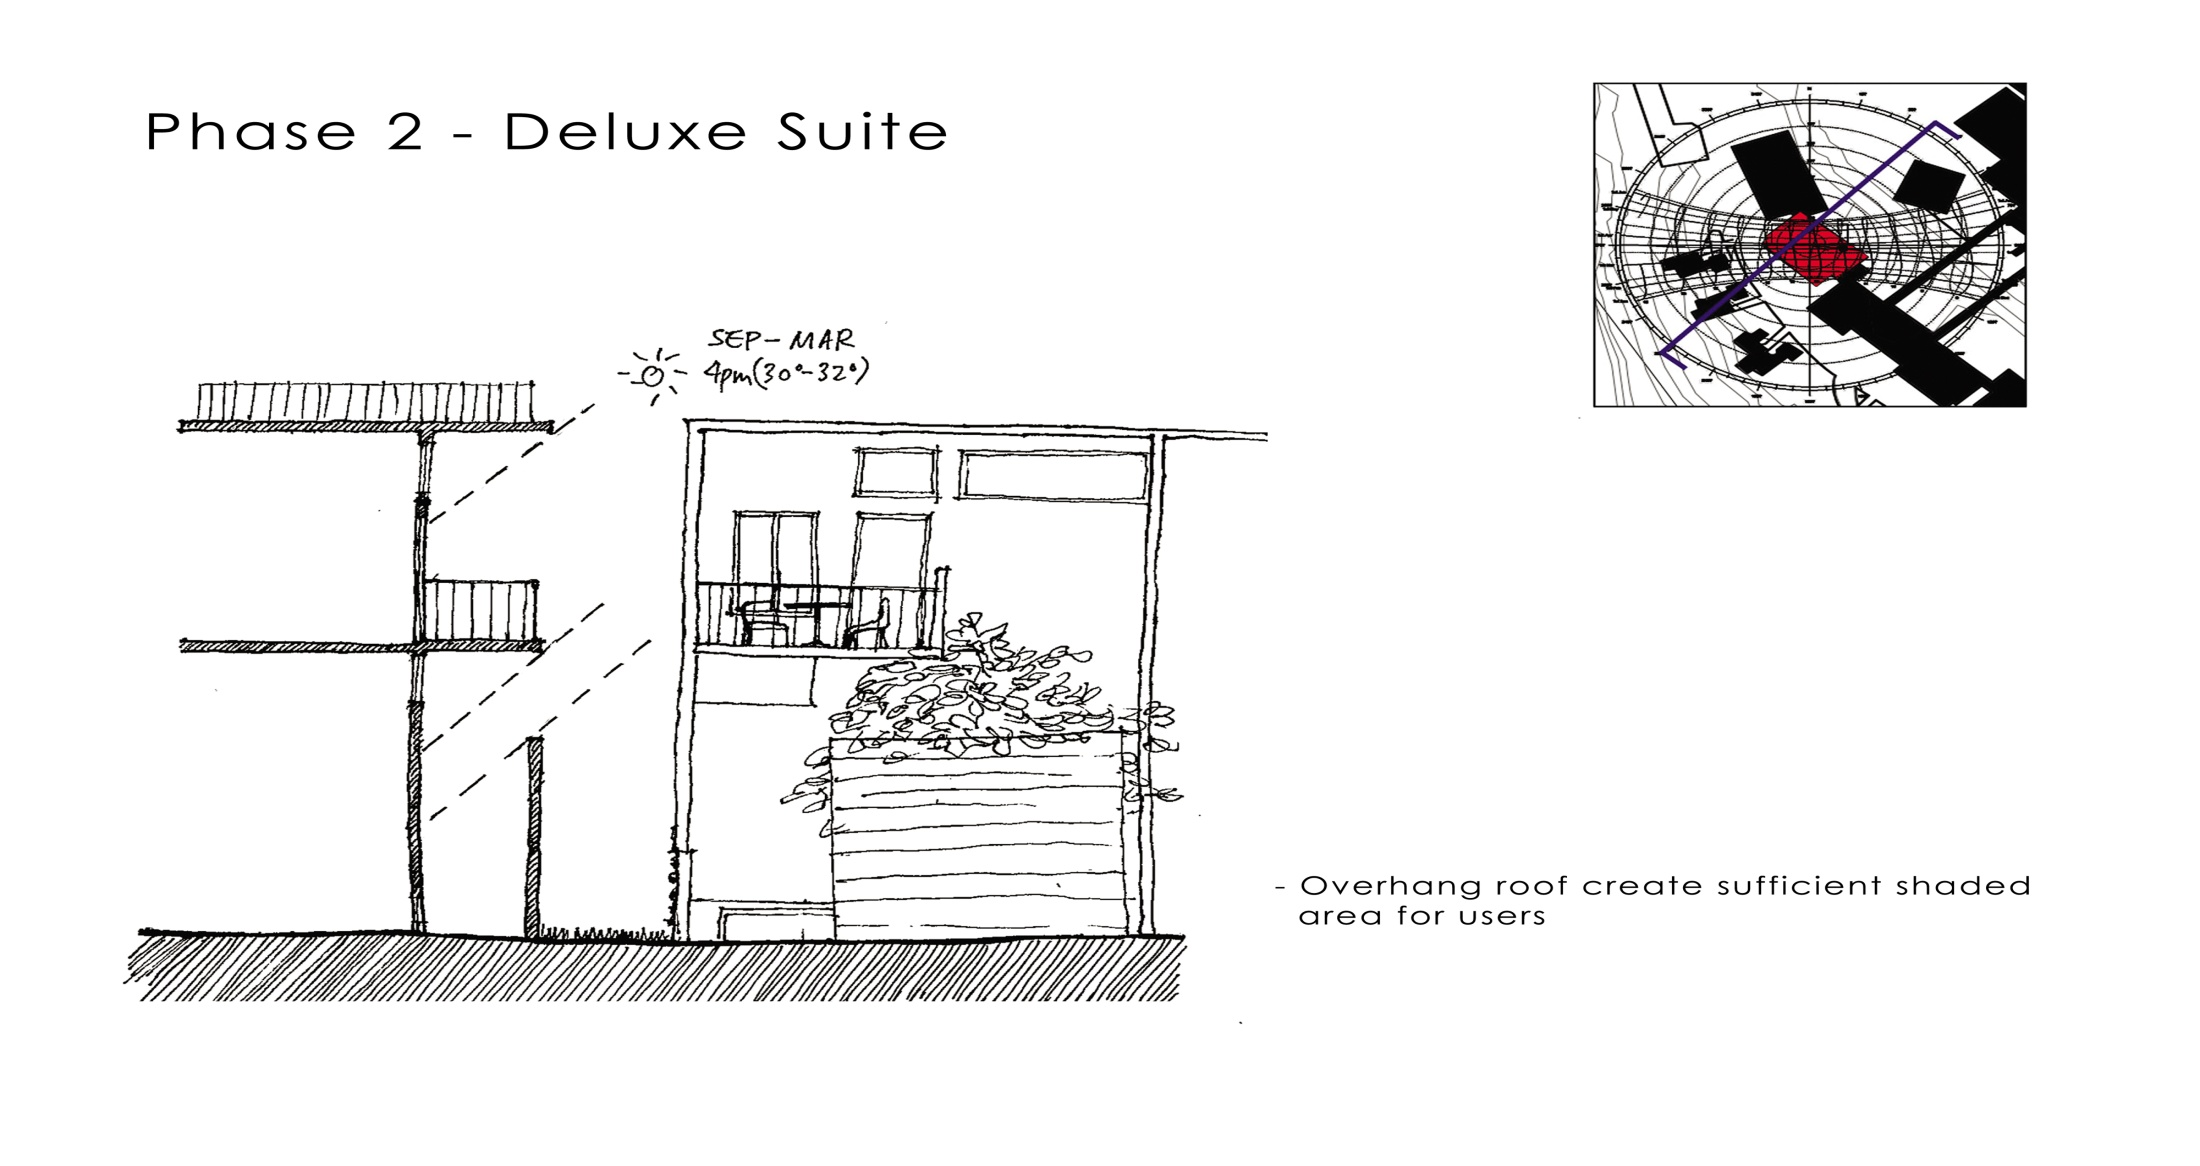 Phase 2 - Deluxe Suite
SEP-MAR
4pm(30°-32°)
- Overhang roof create sufficient shaded
area for users